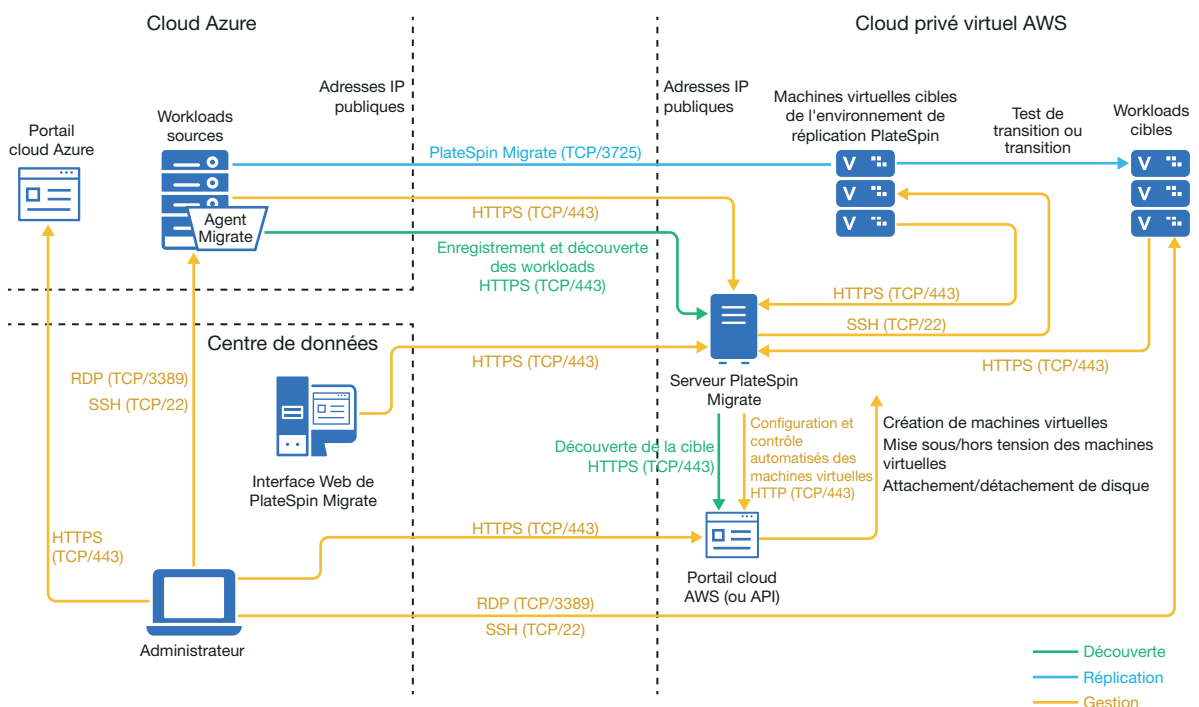 Cloud Azure
Cloud privé virtuel AWS
Adresses IP
publiques
Adresses IP
publiques
Portail
cloud Azure
Workloads
sources
Machines virtuelles cibles
de l'environnement de
réplication PlateSpin
Test de
transition ou
transition
Workloads
cibles
PlateSpin Migrate (TCP/3725)
V
V
V
V
V
V
Agent
Migrate
HTTPS (TCP/443)
Enregistrement et découverte
des workloads
HTTPS (TCP/443)
HTTPS (TCP/443)
SSH (TCP/22)
HTTPS (TCP/443)
Centre de données
HTTPS (TCP/443)
RDP (TCP/3389)
SSH (TCP/22)
Serveur PlateSpin
Migrate
Interface Web de
PlateSpin Migrate
Découverte de la cible
HTTPS (TCP/443)
Configuration et
contrôle
automatisés des
machines virtuelles
HTTP (TCP/443)
Création de machines virtuelles
Mise sous/hors tension des machines
virtuelles
Attachement/détachement de disque
HTTPS
(TCP/443)
HTTPS (TCP/443)
Portail cloud
AWS (ou API)
RDP (TCP/3389)
SSH (TCP/22)
Administrateur
Découverte
Réplication
Gestion